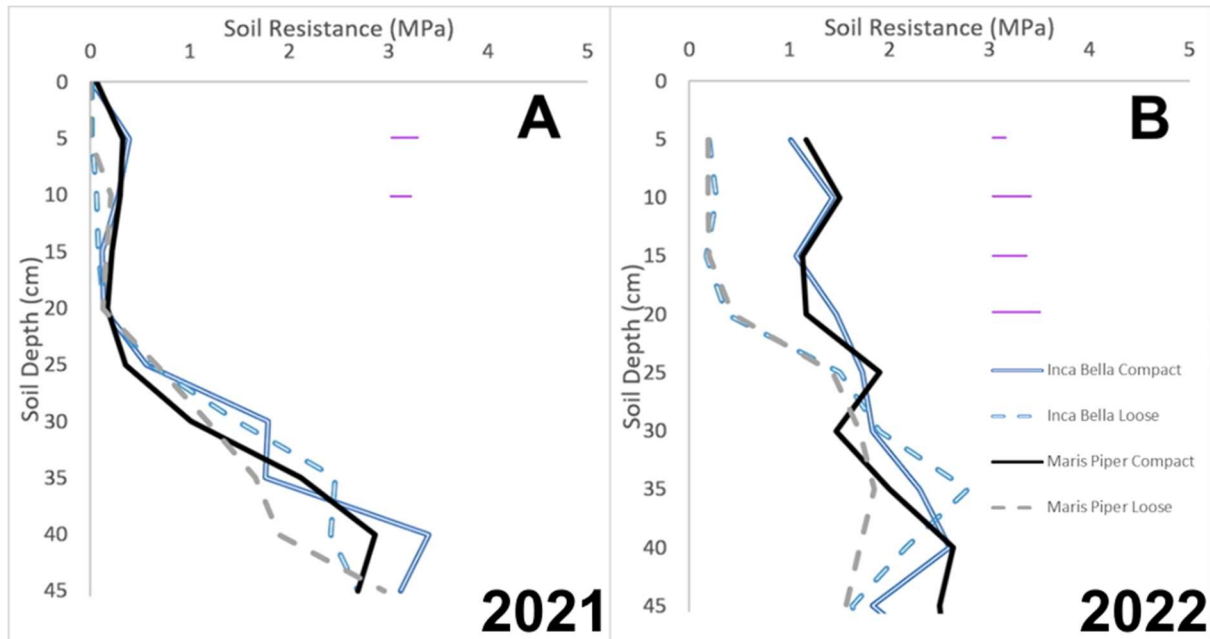 Soil Resistance (MPa)
0 1 2 3 4 5
Soil Depth (cm)
0
5
10
15
20
25
30
35
40
45
A
2021
Soil Resistance (MPa)
0 1 2 3 4 5
Soil Depth (cm)
0
5
10
15
20
25
30
35
40
45
B
Inca Bella Compact
Inca Bella Loose
Maris Piper Compact
Maris Piper Loose
2022